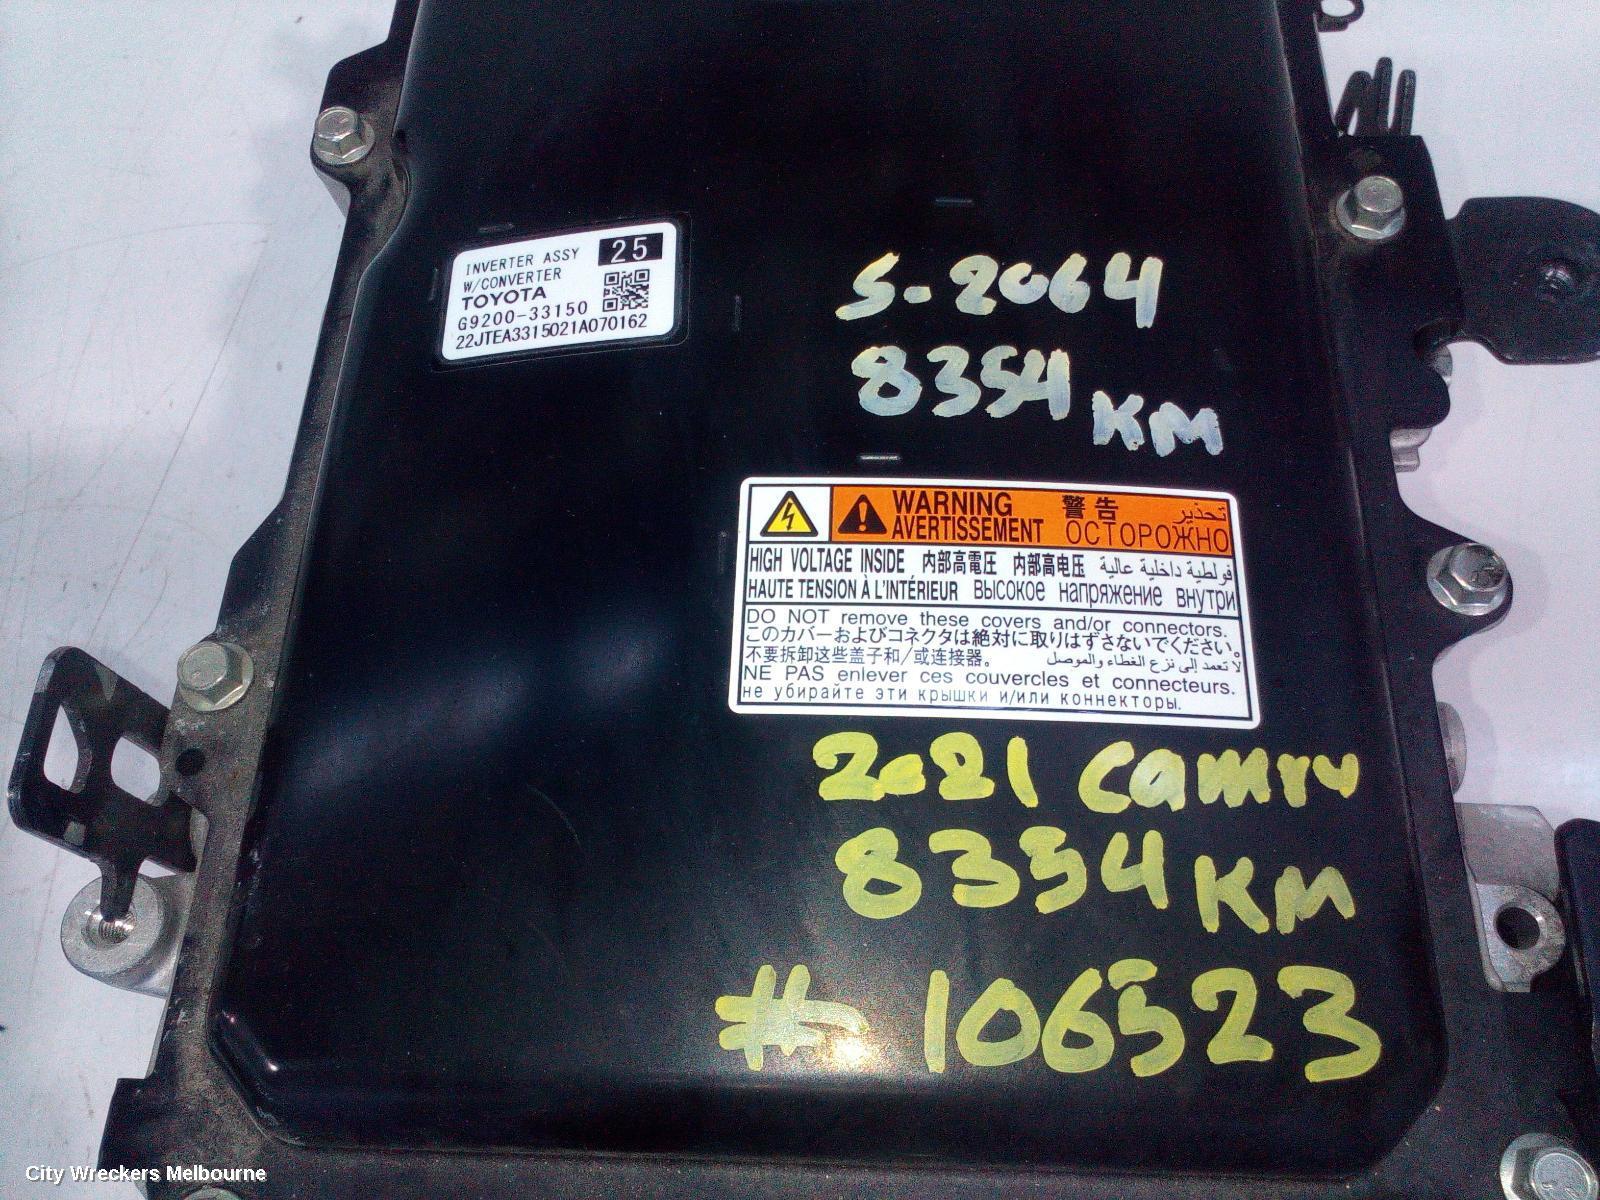 INVERTER ASSY 25
W/CONVERTER
TOYOTA
G9200-33150
22JTEA3315021A070162
S-2064
8354 KM
WARNING 警告 تحذير
AVERTISSEMENT ОСТОРОЖНО
HIGH VOLTAGE INSIDE 内部高電圧 内部高电压 فولطية داخلية عالية
HAUTE TENSION À L'INTÉRIEUR Высокое напряжение внутри
DO NOT remove these covers and/or connectors.
このカバーおよびコネクタは絶対に取りはずさないでください。
不要拆卸这些盖子和/或连接器。 لا تعمد إلى نزع الغطاء والموصل
NE PAS enlever ces couvercles et connecteurs.
не убирайте эти крышки и/или коннекторы.
2021 Camry
8354 KM
# 106523
City Wreckers Melbourne